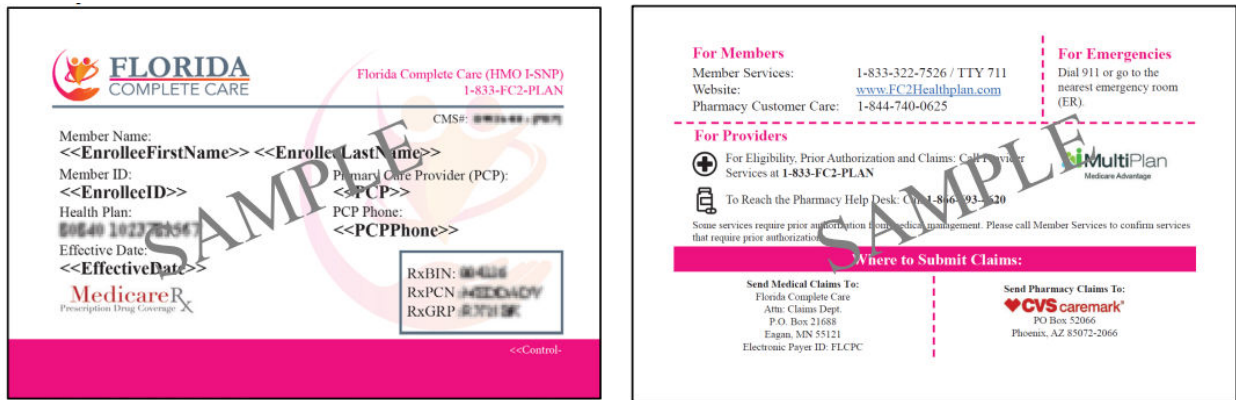 FLORIDA
COMPLETE CARE
Florida Complete Care (HMO I-SNP)
1-833-FC2-PLAN
CMS#:
Member Name:
<<EnrolleeFirstName>> <<EnrolleeLastName>>
Member ID:
<<EnrolleeID>>
Primary Care Provider (PCP):
<<PCP>>
Health Plan:
PCP Phone:
<<PCPPhone>>
Effective Date:
<<EffectiveDate>>
MedicareRx
Prescription Drug Coverage
RxBIN:
RxPCN
RxGRP
<<Control-
SAMPLE
For Members
Member Services: 1-833-322-7526 / TTY 711
Website: www.FC2Healthplan.com
Pharmacy Customer Care: 1-844-740-0625
For Emergencies
Dial 911 or go to the
nearest emergency room
(ER).
For Providers
For Eligibility, Prior Authorization and Claims: Call Provider
Services at 1-833-FC2-PLAN
To Reach the Pharmacy Help Desk:
MultiPlan
Medicare Advantage
Some services require prior authorization from medical management. Please call Member Services to confirm services
that require prior authorization
Where to Submit Claims:
Send Medical Claims To:
Florida Complete Care
Attn: Claims Dept.
P.O. Box 21688
Eagan, MN 55121
Electronic Payer ID: FLCPC
Send Pharmacy Claims To:
CVS caremark
PO Box 52066
Phoenix, AZ 85072-2066
SAMPLE